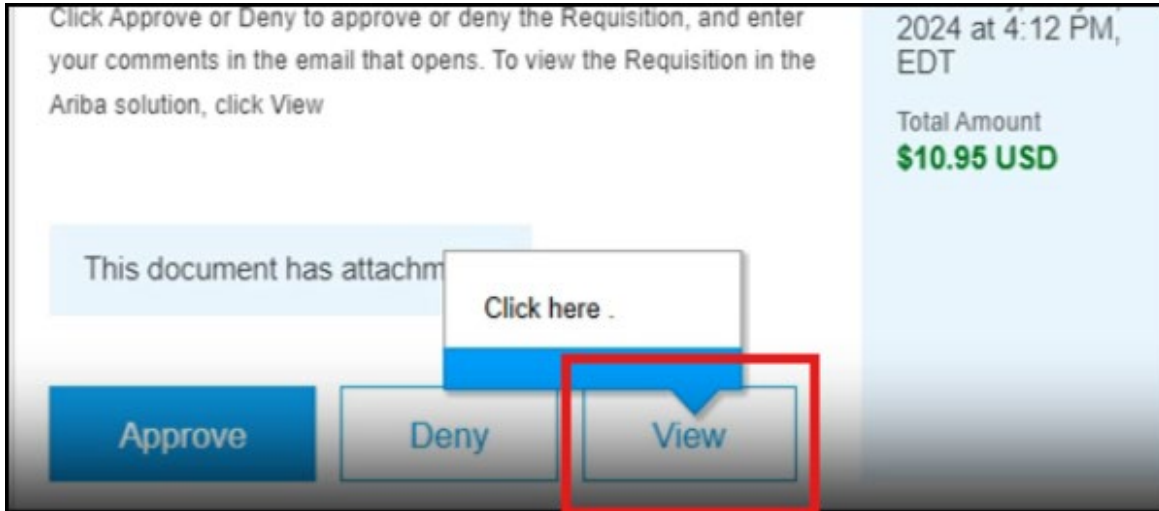 Click Approve or Deny to approve or deny the Requisition, and enter
your comments in the email that opens. To view the Requisition in the
Ariba solution, click View
2024 at 4:12 PM,
EDT
Total Amount
$10.95 USD
This document has
Click here .
Approve
Deny
View